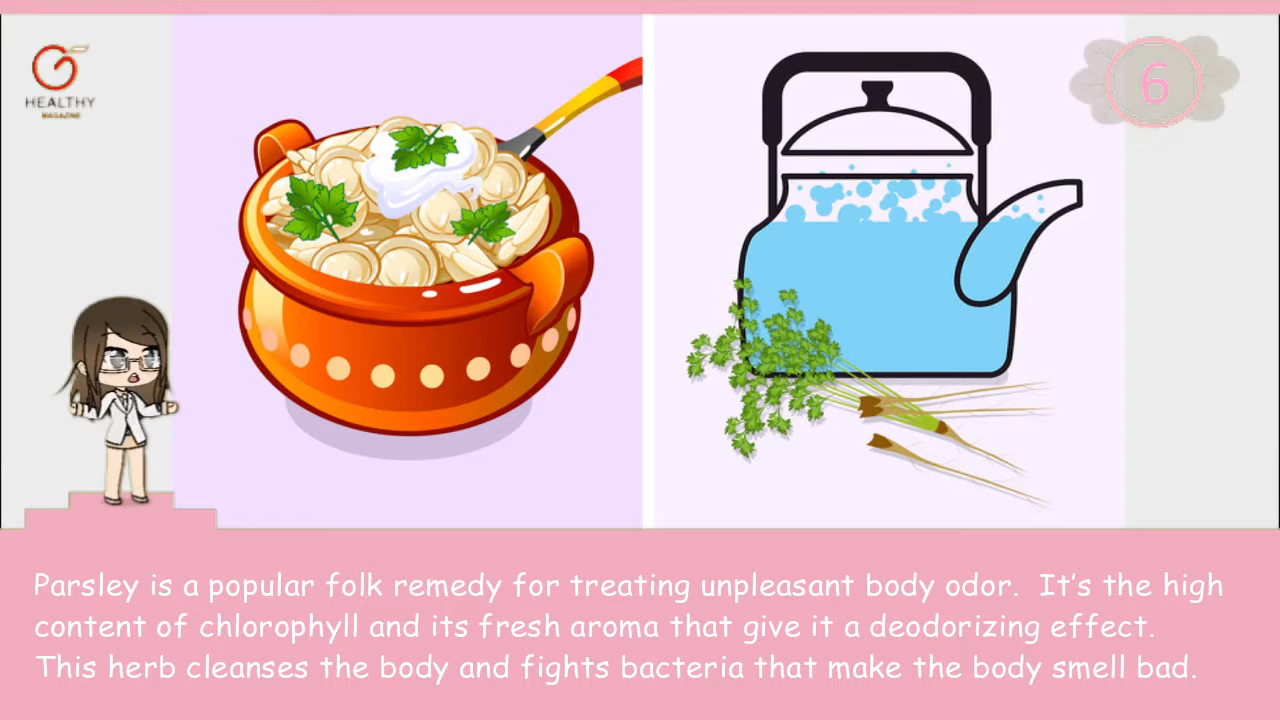 HEALTHY
MAGAZINE
6
Parsley is a popular folk remedy for treating unpleasant body odor.  It's the high
content of chlorophyll and its fresh aroma that give it a deodorizing effect.
This herb cleanses the body and fights bacteria that make the body smell bad.